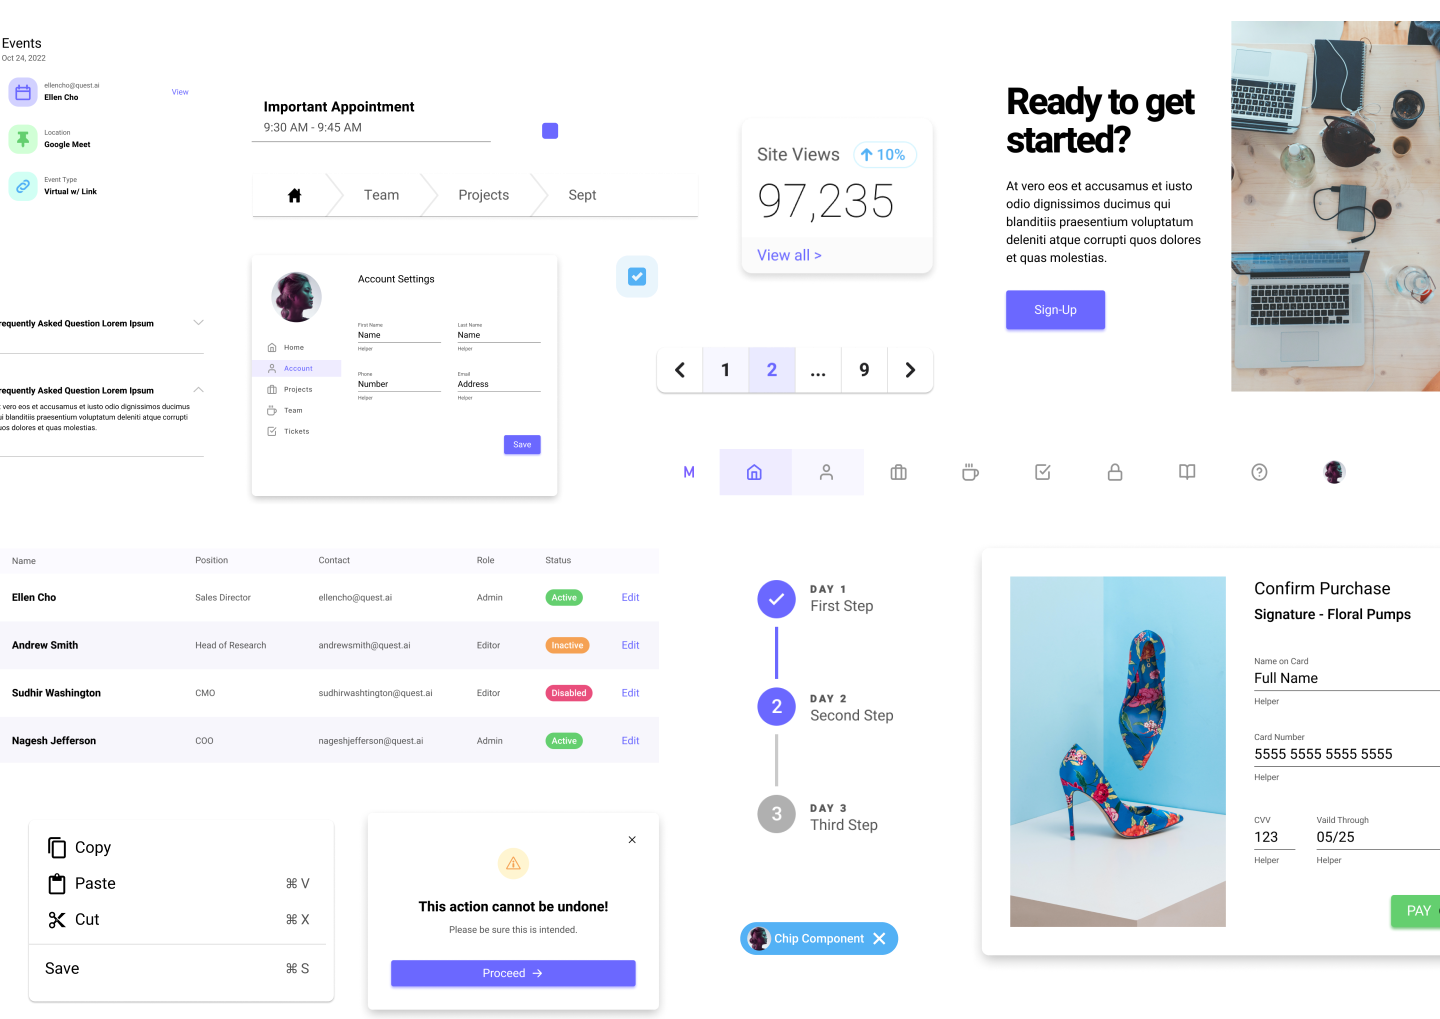 Events
Oct 24, 2022
ellencho@quest.ai
Ellen Cho
View
Location
Google Meet
Event Type
Virtual w/ Link
Important Appointment
9:30 AM - 9:45 AM
Team
Projects
Sept
Site Views
10%
97,235
View all >
Ready to get
started?
At vero eos et accusamus et iusto
odio dignissimos ducimus qui
blanditiis praesentium voluptatum
deleniti atque corrupti quos dolores
et quas molestias.
Sign-Up
requently Asked Question Lorem Ipsum
requently Asked Question Lorem Ipsum
t vero eos et accusamus et iusto odio dignissimos ducimus
ui blanditiis praesentium voluptatum deleniti atque corrupti
uos dolores et quas molestias.
Account Settings
Home
Account
Projects
Team
Tickets
First Name
Name
Helper
Last Name
Name
Helper
Phone
Number
Helper
Email
Address
Helper
Save
1
2
...
9
M
Name Position Contact Role Status
Ellen Cho Sales Director ellencho@quest.ai Admin Active Edit
Andrew Smith Head of Research andrewsmith@quest.ai Editor Inactive Edit
Sudhir Washington CMO sudhirwashtington@quest.ai Editor Disabled Edit
Nagesh Jefferson COO nageshjefferson@quest.ai Admin Active Edit
DAY 1
First Step
2
DAY 2
Second Step
3
DAY 3
Third Step
Confirm Purchase
Signature - Floral Pumps
Name on Card
Full Name
Helper
Card Number
5555 5555 5555 5555
Helper
CVV
123
Helper
Vaild Through
05/25
Helper
PAY
Copy
Paste ⌘ V
Cut ⌘ X
Save ⌘ S
This action cannot be undone!
Please be sure this is intended.
Proceed
Chip Component